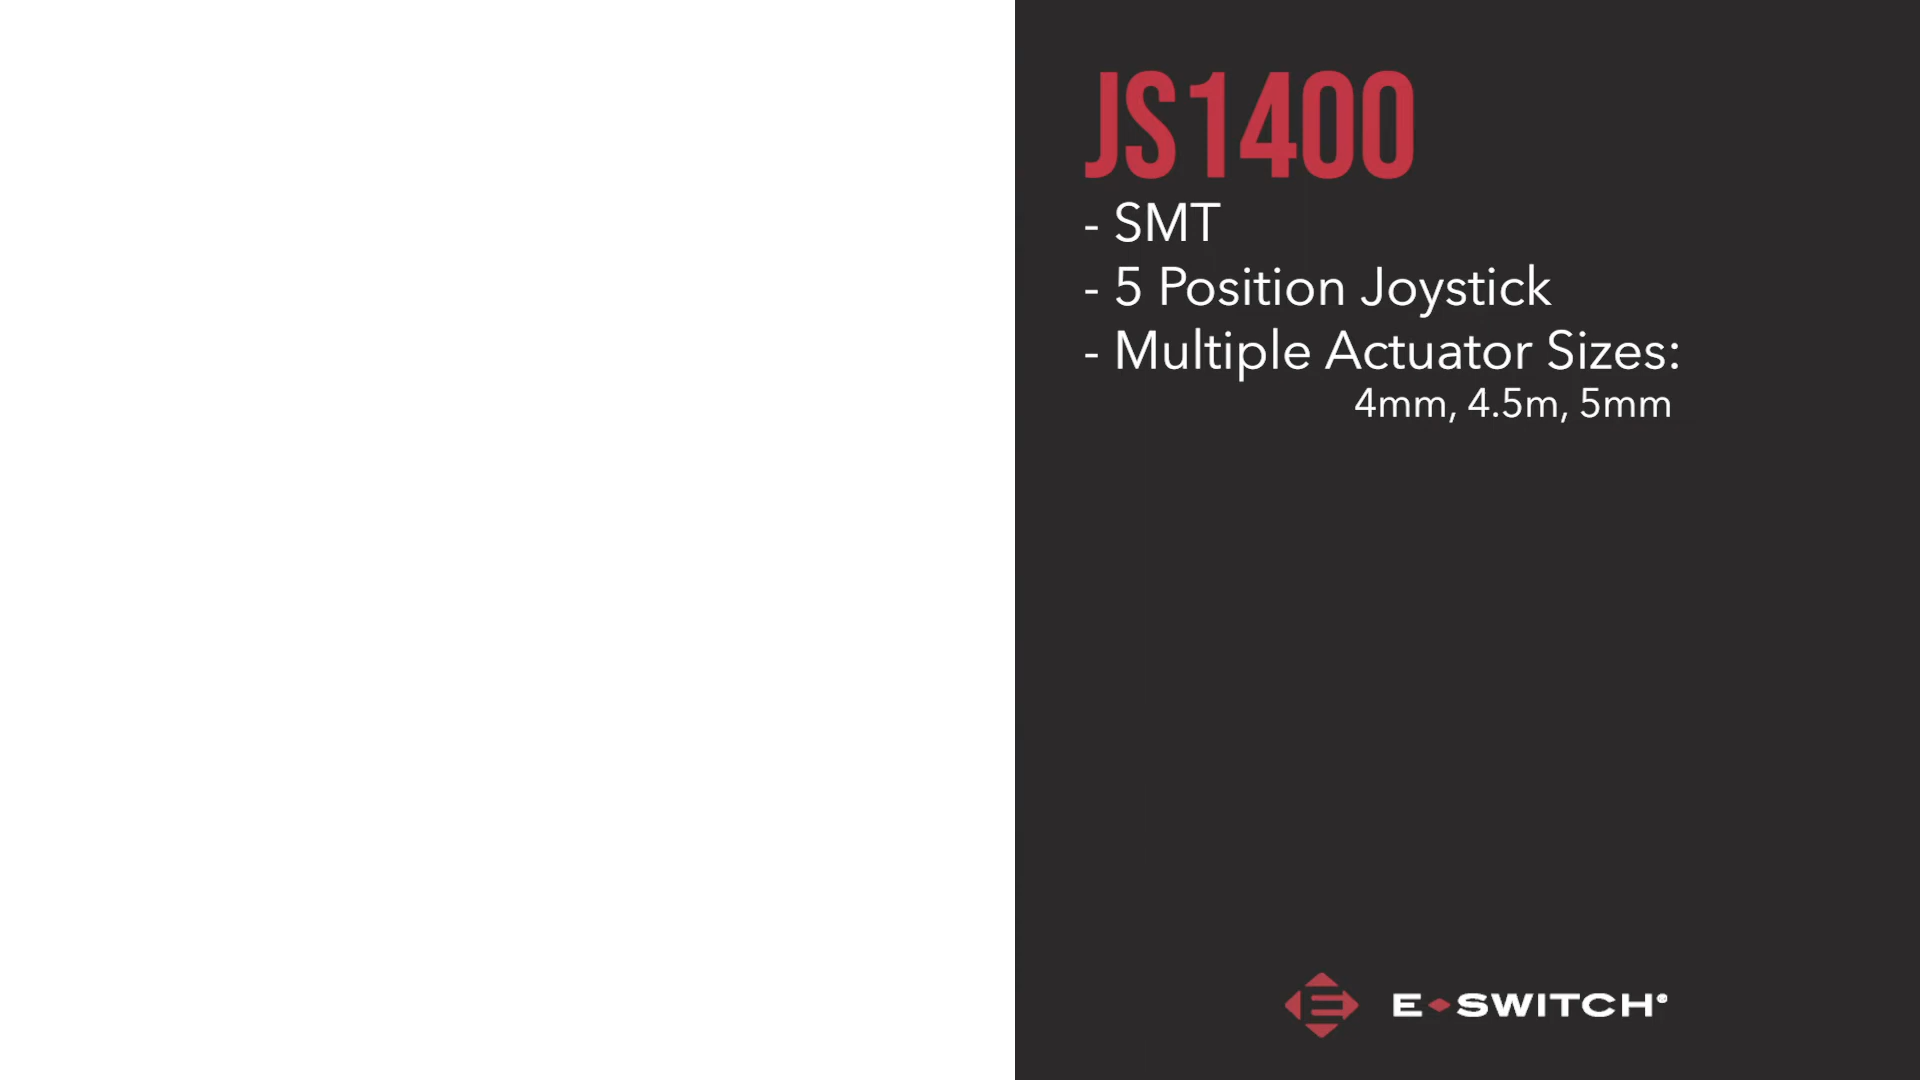 JS1400
- SMT
- 5 Position Joystick
- Multiple Actuator Sizes:
4mm, 4.5m, 5mm
E SWITCH®